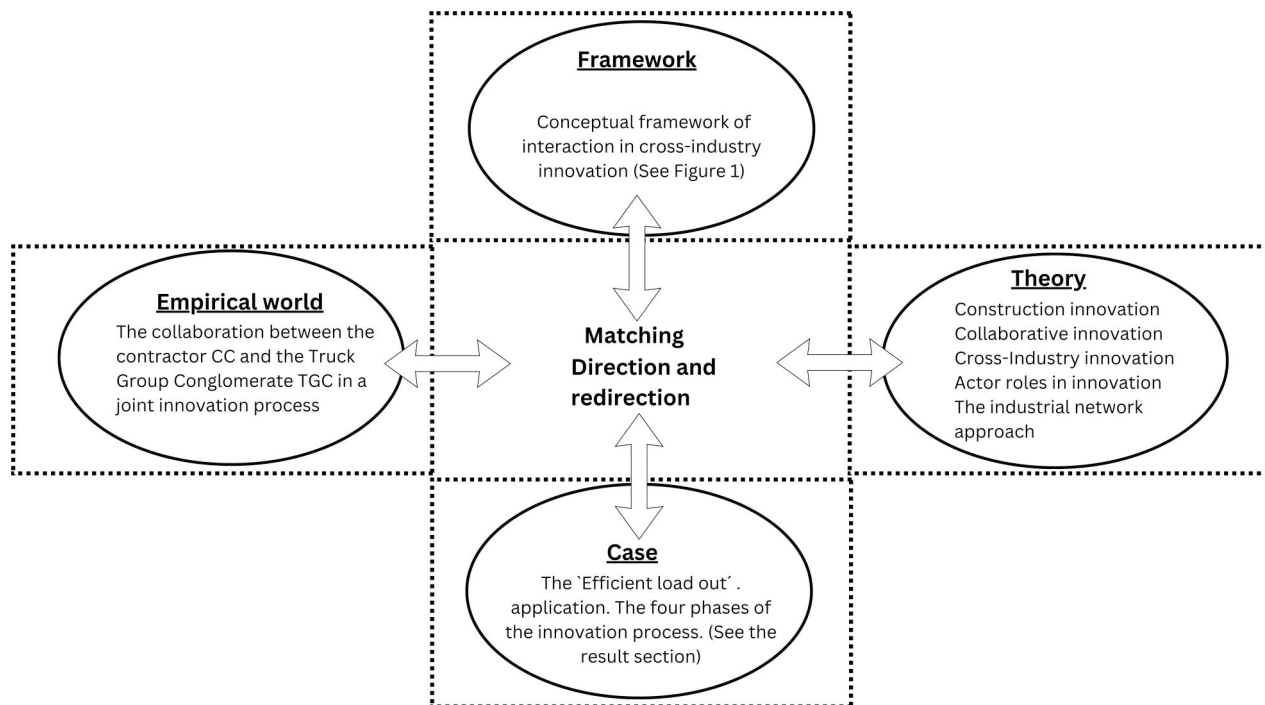 Framework
Conceptual framework of
interaction in cross-industry
innovation (See Figure 1)
Empirical world
The collaboration between the
contractor CC and the Truck
Group Conglomerate TGC in a
joint innovation process
Matching
Direction and
redirection
Theory
Construction innovation
Collaborative innovation
Cross-Industry innovation
Actor roles in innovation
The industrial network
approach
Case
The `Efficient load out´ .
application. The four phases of
the innovation process. (See the
result section)